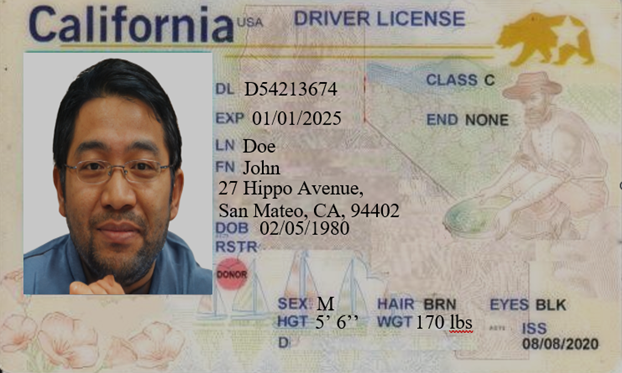 California USA DRIVER LICENSE
DL D54213674 CLASS C
EXP 01/01/2025 END NONE
LN Doe
FN John
27 Hippo Avenue,
San Mateo, CA, 94402
DOB 02/05/1980
RSTR
DONOR
SEX M HAIR BRN EYES BLK
HGT 5’ 6’’ WGT 170 lbs ISS
D 08/08/2020